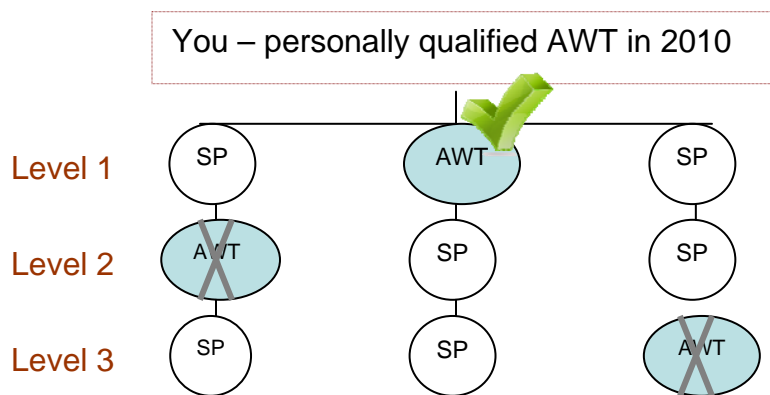 You – personally qualified AWT in 2010
Level 1 SP AWT SP
Level 2 AWT SP SP
Level 3 SP SP AWT